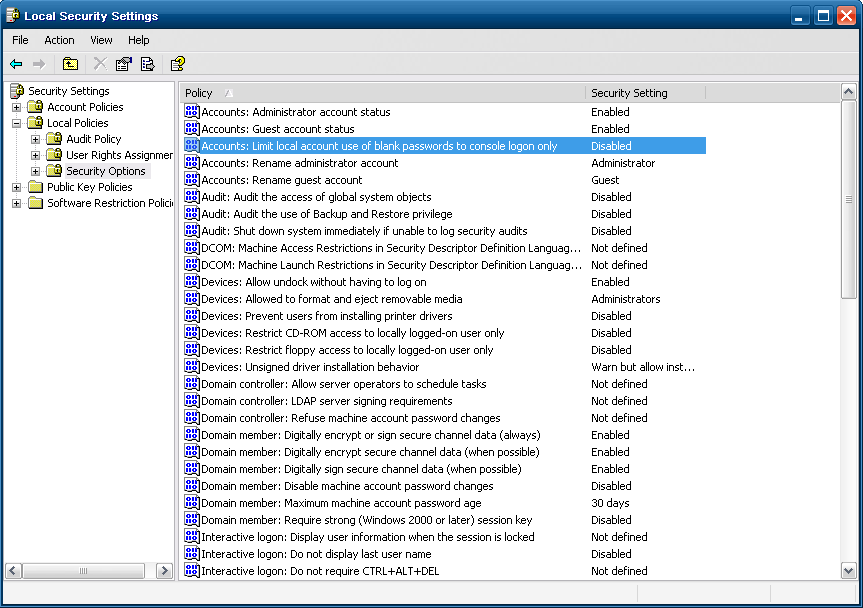 Local Security Settings
File Action View Help
Security Settings
Account Policies
Local Policies
Audit Policy
User Rights Assignmer
Security Options
Public Key Policies
Software Restriction Polici
Policy Security Setting
Accounts: Administrator account status Enabled
Accounts: Guest account status Enabled
Accounts: Limit local account use of blank passwords to console logon only Disabled
Accounts: Rename administrator account Administrator
Accounts: Rename guest account Guest
Audit: Audit the access of global system objects Disabled
Audit: Audit the use of Backup and Restore privilege Disabled
Audit: Shut down system immediately if unable to log security audits Disabled
DCOM: Machine Access Restrictions in Security Descriptor Definition Languag... Not defined
DCOM: Machine Launch Restrictions in Security Descriptor Definition Languag... Not defined
Devices: Allow undock without having to log on Enabled
Devices: Allowed to format and eject removable media Administrators
Devices: Prevent users from installing printer drivers Disabled
Devices: Restrict CD-ROM access to locally logged-on user only Disabled
Devices: Restrict floppy access to locally logged-on user only Disabled
Devices: Unsigned driver installation behavior Warn but allow inst...
Domain controller: Allow server operators to schedule tasks Not defined
Domain controller: LDAP server signing requirements Not defined
Domain controller: Refuse machine account password changes Not defined
Domain member: Digitally encrypt or sign secure channel data (always) Enabled
Domain member: Digitally encrypt secure channel data (when possible) Enabled
Domain member: Digitally sign secure channel data (when possible) Enabled
Domain member: Disable machine account password changes Disabled
Domain member: Maximum machine account password age 30 days
Domain member: Require strong (Windows 2000 or later) session key Disabled
Interactive logon: Display user information when the session is locked Not defined
Interactive logon: Do not display last user name Disabled
Interactive logon: Do not require CTRL+ALT+DEL Not defined